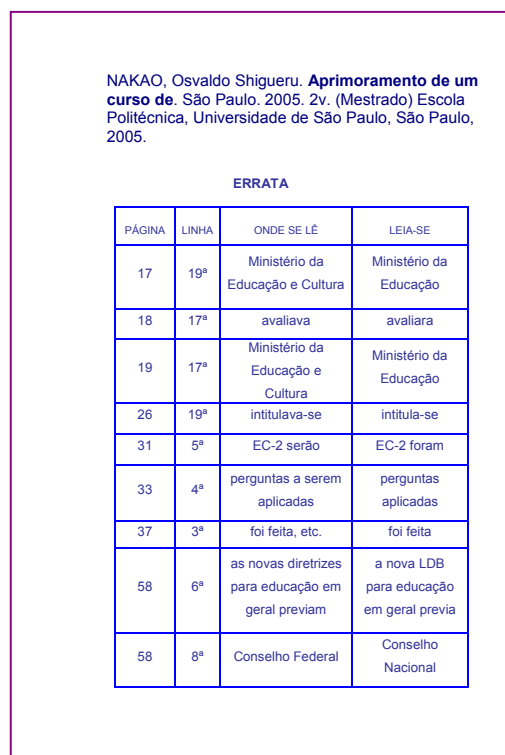 NAKAO, Osvaldo Shigueru. Aprimoramento de um
curso de. São Paulo. 2005. 2v. (Mestrado) Escola
Politécnica, Universidade de São Paulo, São Paulo,
2005.
ERRATA
PÁGINA LINHA ONDE SE LÊ LEIA-SE
17 19ª Ministério da Educação e Cultura Ministério da Educação
18 17ª avaliava avaliara
19 17ª Ministério da Educação e Cultura Ministério da Educação
26 19ª intitulava-se intitula-se
31 5ª EC-2 serão EC-2 foram
33 4ª perguntas a serem aplicadas perguntas aplicadas
37 3ª foi feita, etc. foi feita
58 6ª as novas diretrizes para educação em geral previam a nova LDB para educação em geral previa
58 8ª Conselho Federal Conselho Nacional